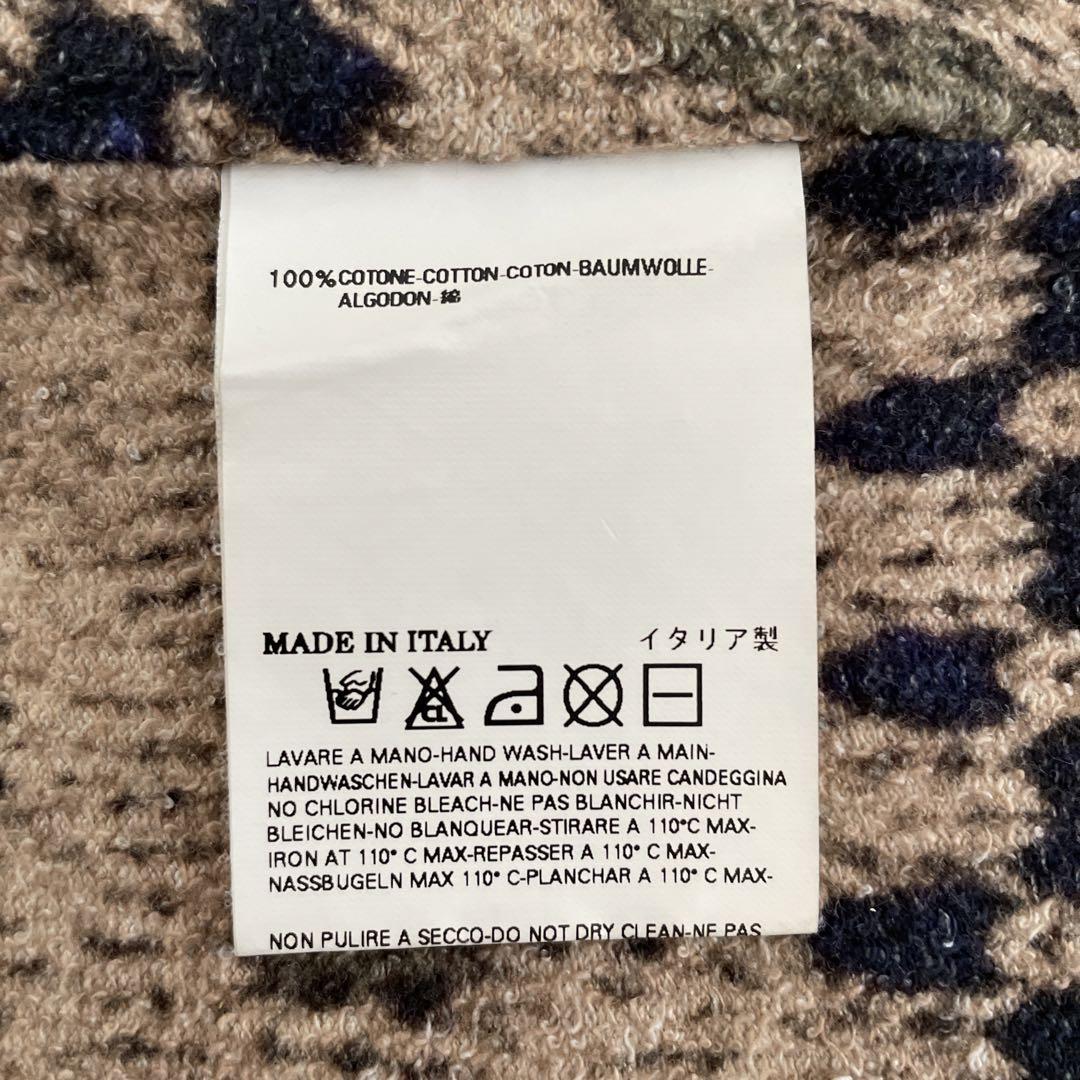 100%COTONE-COTTON-COTON-BAUMWOLLE-
ALGODON-綿
MADE IN ITALY イタリア製
CL
LAVARE A MANO-HAND WASH-LAVER A MAIN-
HANDWASCHEN-LAVAR A MANO-NON USARE CANDEGGINA
NO CHLORINE BLEACH-NE PAS BLANCHIR-NICHT
BLEICHEN-NO BLANQUEAR-STIRARE A 110°C MAX-
IRON AT 110° C MAX-REPASSER A 110° C MAX-
NASSBUGELN MAX 110° C-PLANCHAR A 110° C MAX-
NON PULIRE A SECCO-DO NOT DRY CLEAN-NE PAS